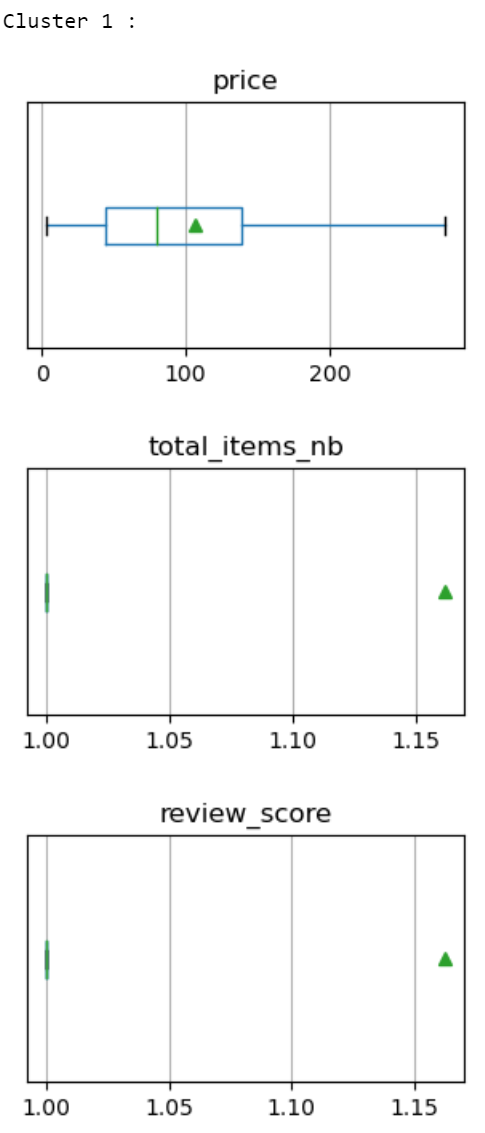 Cluster 1 :
price
0 100 200
total_items_nb
1.00 1.05 1.10 1.15
review_score
1.00 1.05 1.10 1.15